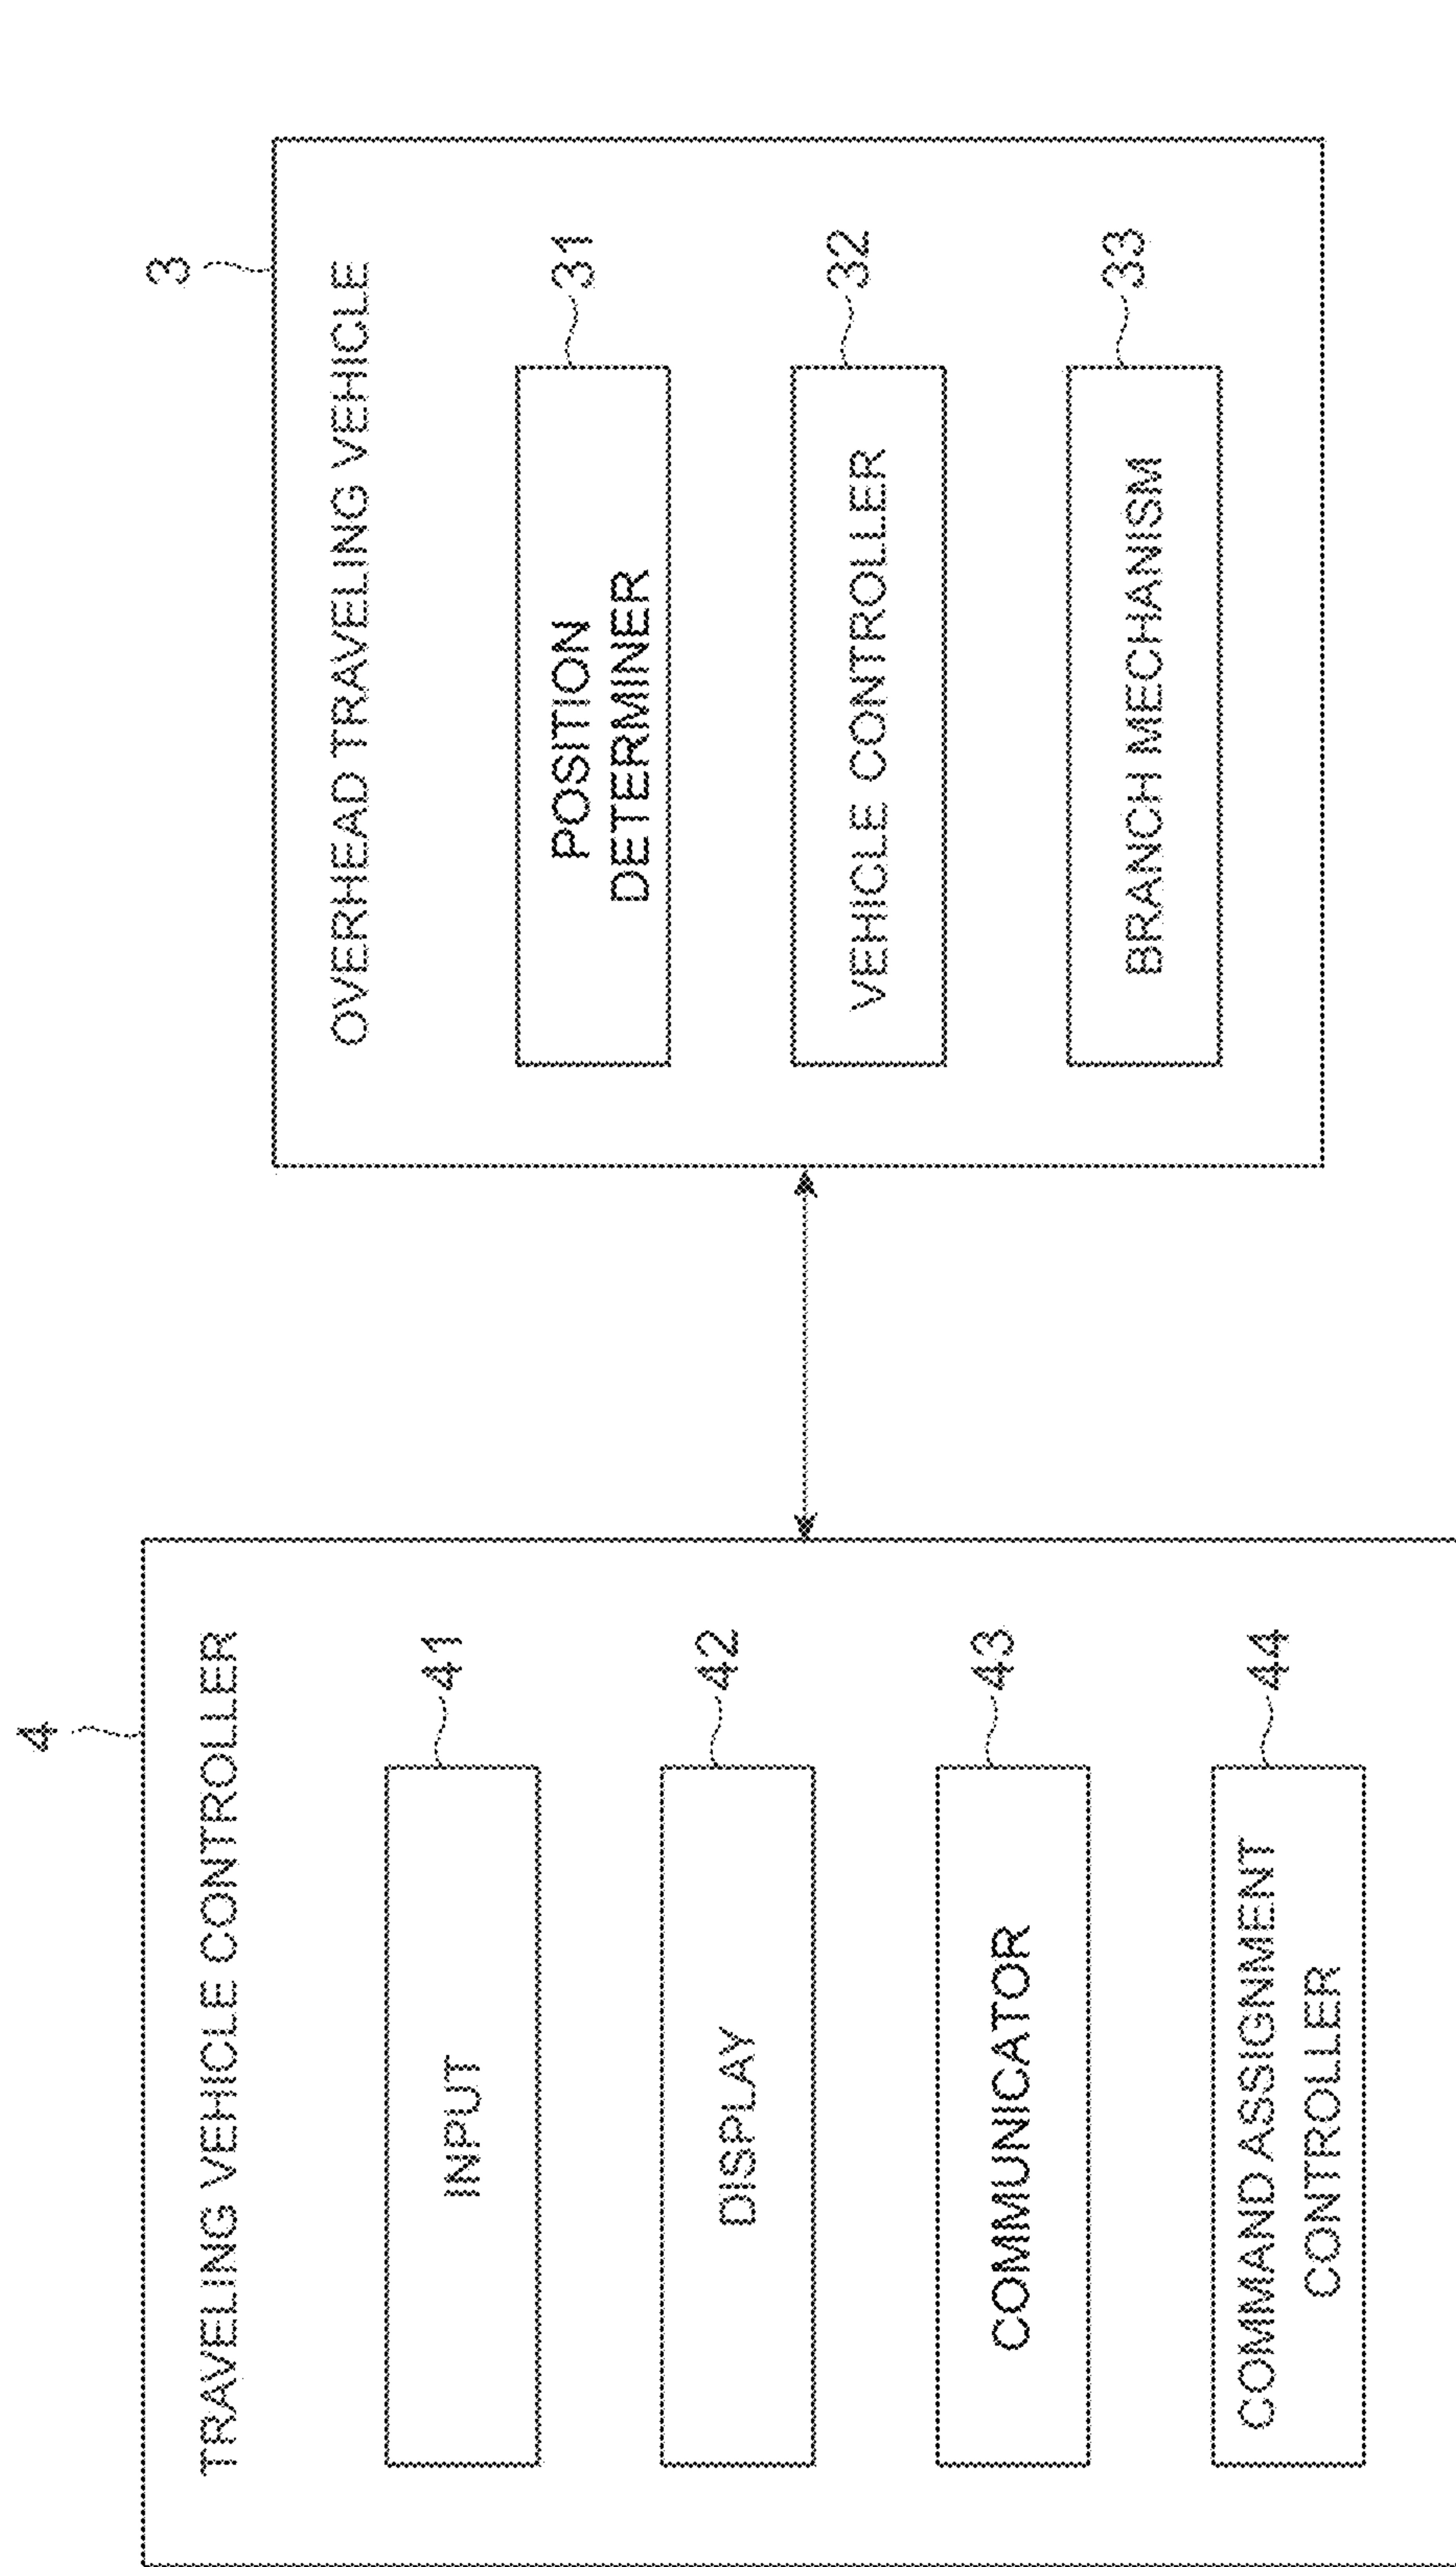 4
TRAVELING VEHICLE CONTROLLER
41
INPUT
42
DISPLAY
43
COMMUNICATOR
44
COMMAND ASSIGNMENT
CONTROLLER
3
OVERHEAD TRAVELING VEHICLE
31
POSITION
DETERMINER
32
VEHICLE CONTROLLER
33
BRANCH MECHANISM